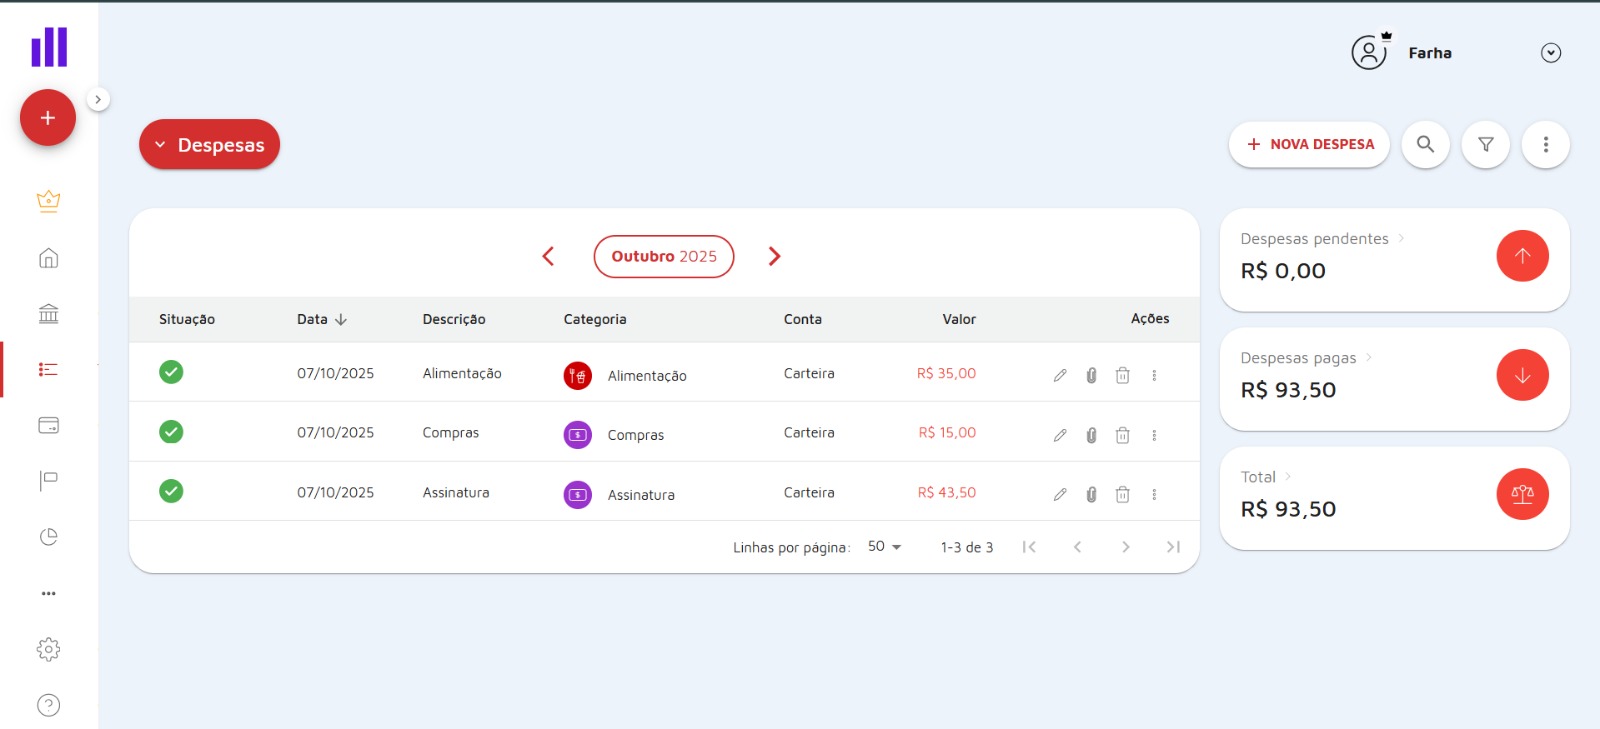 Farha
Despesas
+ NOVA DESPESA
Outubro 2025
Situação Data Descrição Categoria Conta Valor Ações
07/10/2025 Alimentação Alimentação Carteira R$ 35,00
07/10/2025 Compras Compras Carteira R$ 15,00
07/10/2025 Assinatura Assinatura Carteira R$ 43,50
Linhas por página: 50 1-3 de 3
Despesas pendentes
R$ 0,00
Despesas pagas
R$ 93,50
Total
R$ 93,50